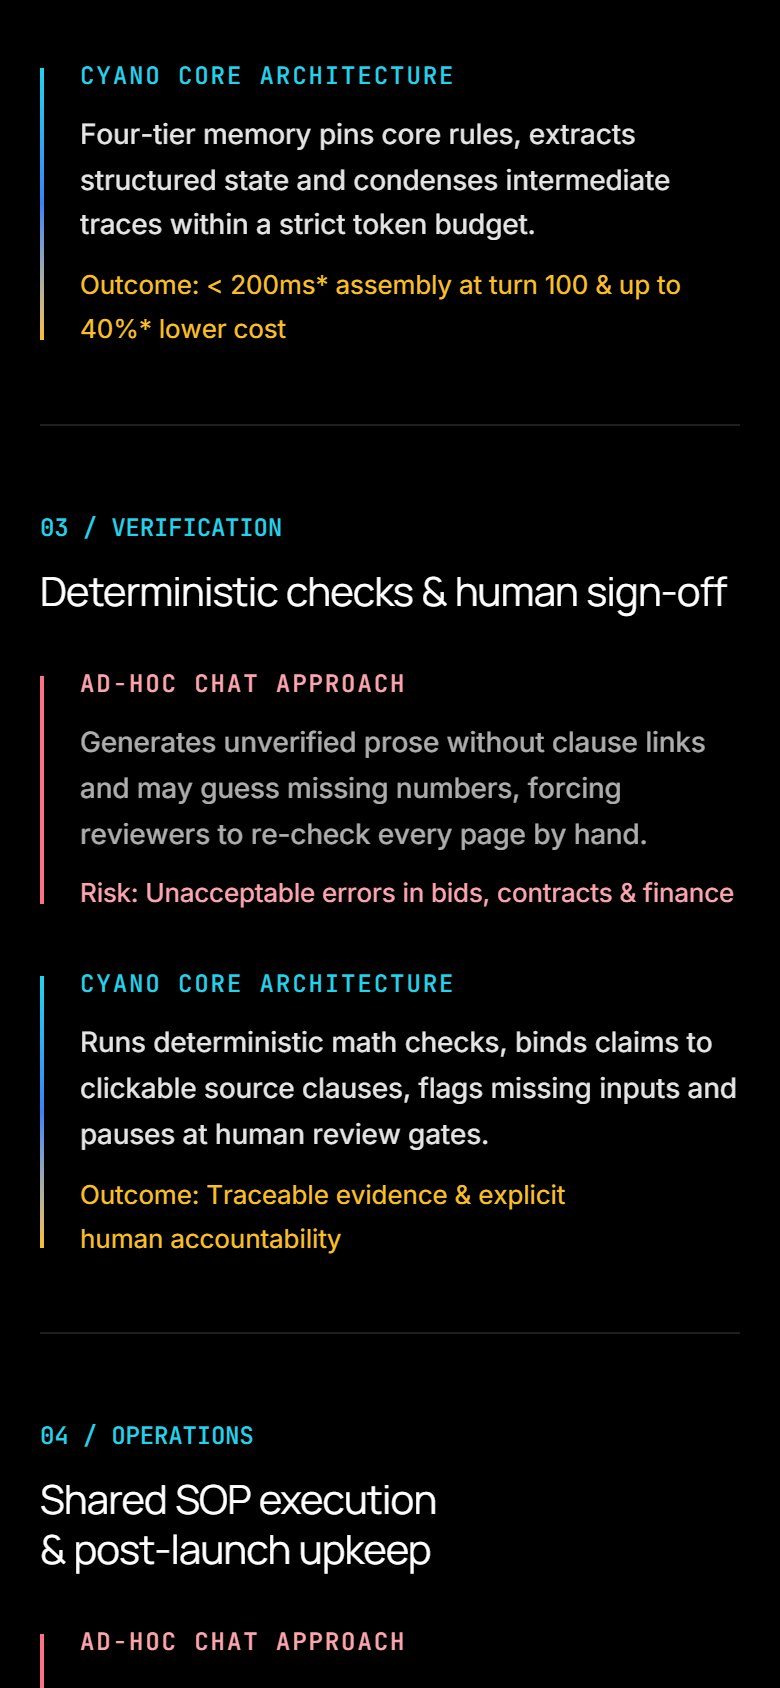 CYANO CORE ARCHITECTURE
Four-tier memory pins core rules, extracts
structured state and condenses intermediate
traces within a strict token budget.
Outcome: < 200ms* assembly at turn 100 & up to
40%* lower cost
03 / VERIFICATION
Deterministic checks & human sign-off
AD-HOC CHAT APPROACH
Generates unverified prose without clause links
and may guess missing numbers, forcing
reviewers to re-check every page by hand.
Risk: Unacceptable errors in bids, contracts & finance
CYANO CORE ARCHITECTURE
Runs deterministic math checks, binds claims to
clickable source clauses, flags missing inputs and
pauses at human review gates.
Outcome: Traceable evidence & explicit
human accountability
04 / OPERATIONS
Shared SOP execution
& post-launch upkeep
AD-HOC CHAT APPROACH